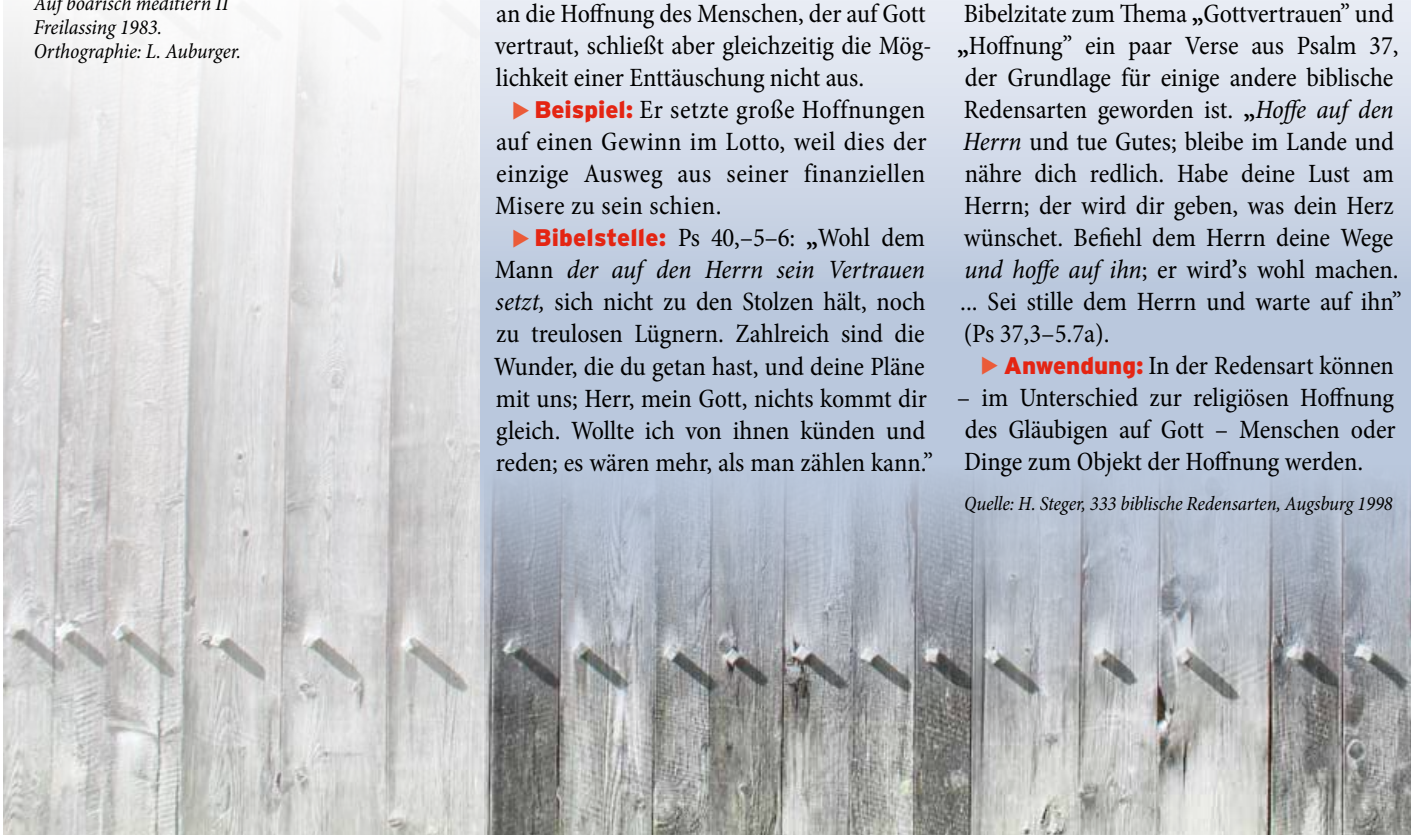 Auf boarisch meditiern II
Freilassing 1983.
Orthographie: L. Auburger.
an die Hoffnung des Menschen, der auf Gott
vertraut, schließt aber gleichzeitig die Mög-
lichkeit einer Enttäuschung nicht aus.
▶ Beispiel: Er setzte große Hoffnungen
auf einen Gewinn im Lotto, weil dies der
einzige Ausweg aus seiner finanziellen
Misere zu sein schien.
▶ Bibelstelle: Ps 40,–5–6: „Wohl dem
Mann der auf den Herrn sein Vertrauen
setzt, sich nicht zu den Stolzen hält, noch
zu treulosen Lügnern. Zahlreich sind die
Wunder, die du getan hast, und deine Pläne
mit uns; Herr, mein Gott, nichts kommt dir
gleich. Wollte ich von ihnen künden und
reden; es wären mehr, als man zählen kann.”
Bibelzitate zum Thema „Gottvertrauen” und
„Hoffnung” ein paar Verse aus Psalm 37,
der Grundlage für einige andere biblische
Redensarten geworden ist. „Hoffe auf den
Herrn und tue Gutes; bleibe im Lande und
nähre dich redlich. Habe deine Lust am
Herrn; der wird dir geben, was dein Herz
wünschet. Befiehl dem Herrn deine Wege
und hoffe auf ihn; er wird's wohl machen.
... Sei stille dem Herrn und warte auf ihn”
(Ps 37,3–5.7a).
▶ Anwendung: In der Redensart können
– im Unterschied zur religiösen Hoffnung
des Gläubigen auf Gott – Menschen oder
Dinge zum Objekt der Hoffnung werden.
Quelle: H. Steger, 333 biblische Redensarten, Augsburg 1998